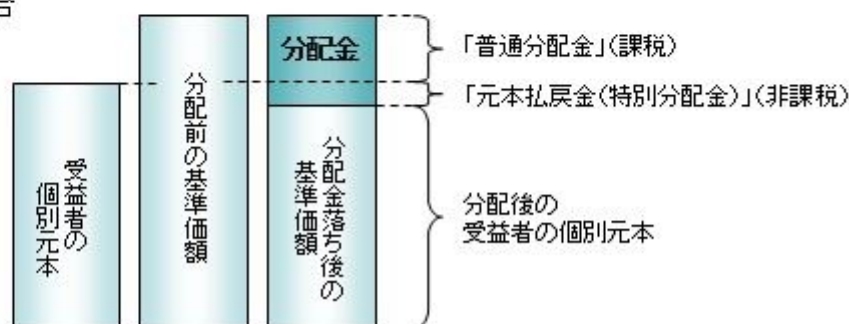 受益者の
個別元本
分配前の基準価額
分配金
分配金落ち後の
基準価額
「普通分配金」(課税)
「元本払戻金(特別分配金)」(非課税)
分配後の
受益者の個別元本